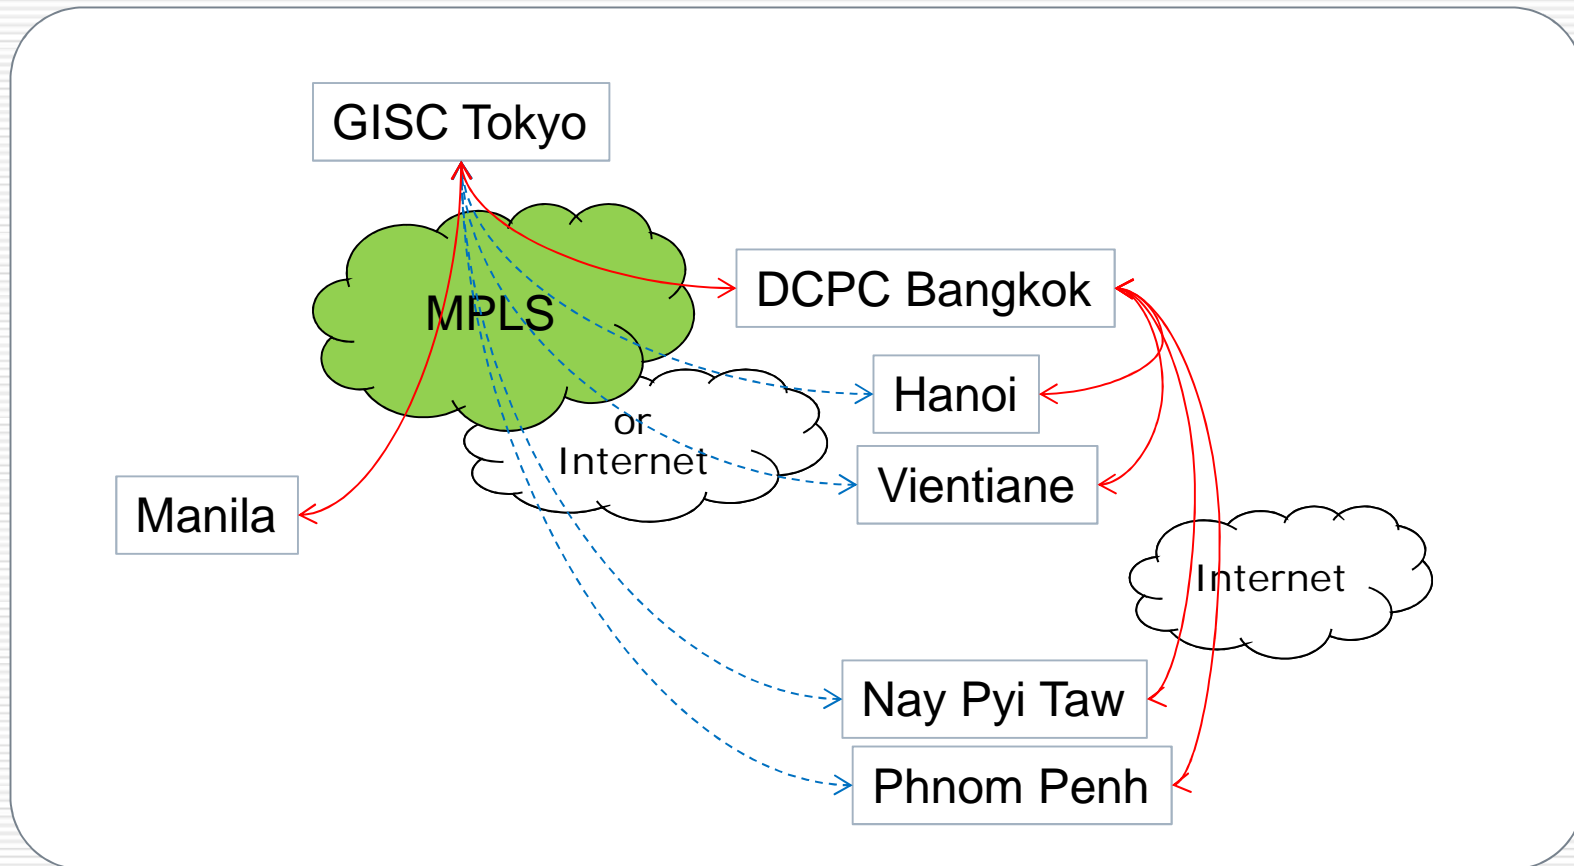 GISC Tokyo
DCPC Bangkok
MPLS
Hanoi
or
Internet
Vientiane
Manila
Internet
Nay Pyi Taw
Phnom Penh